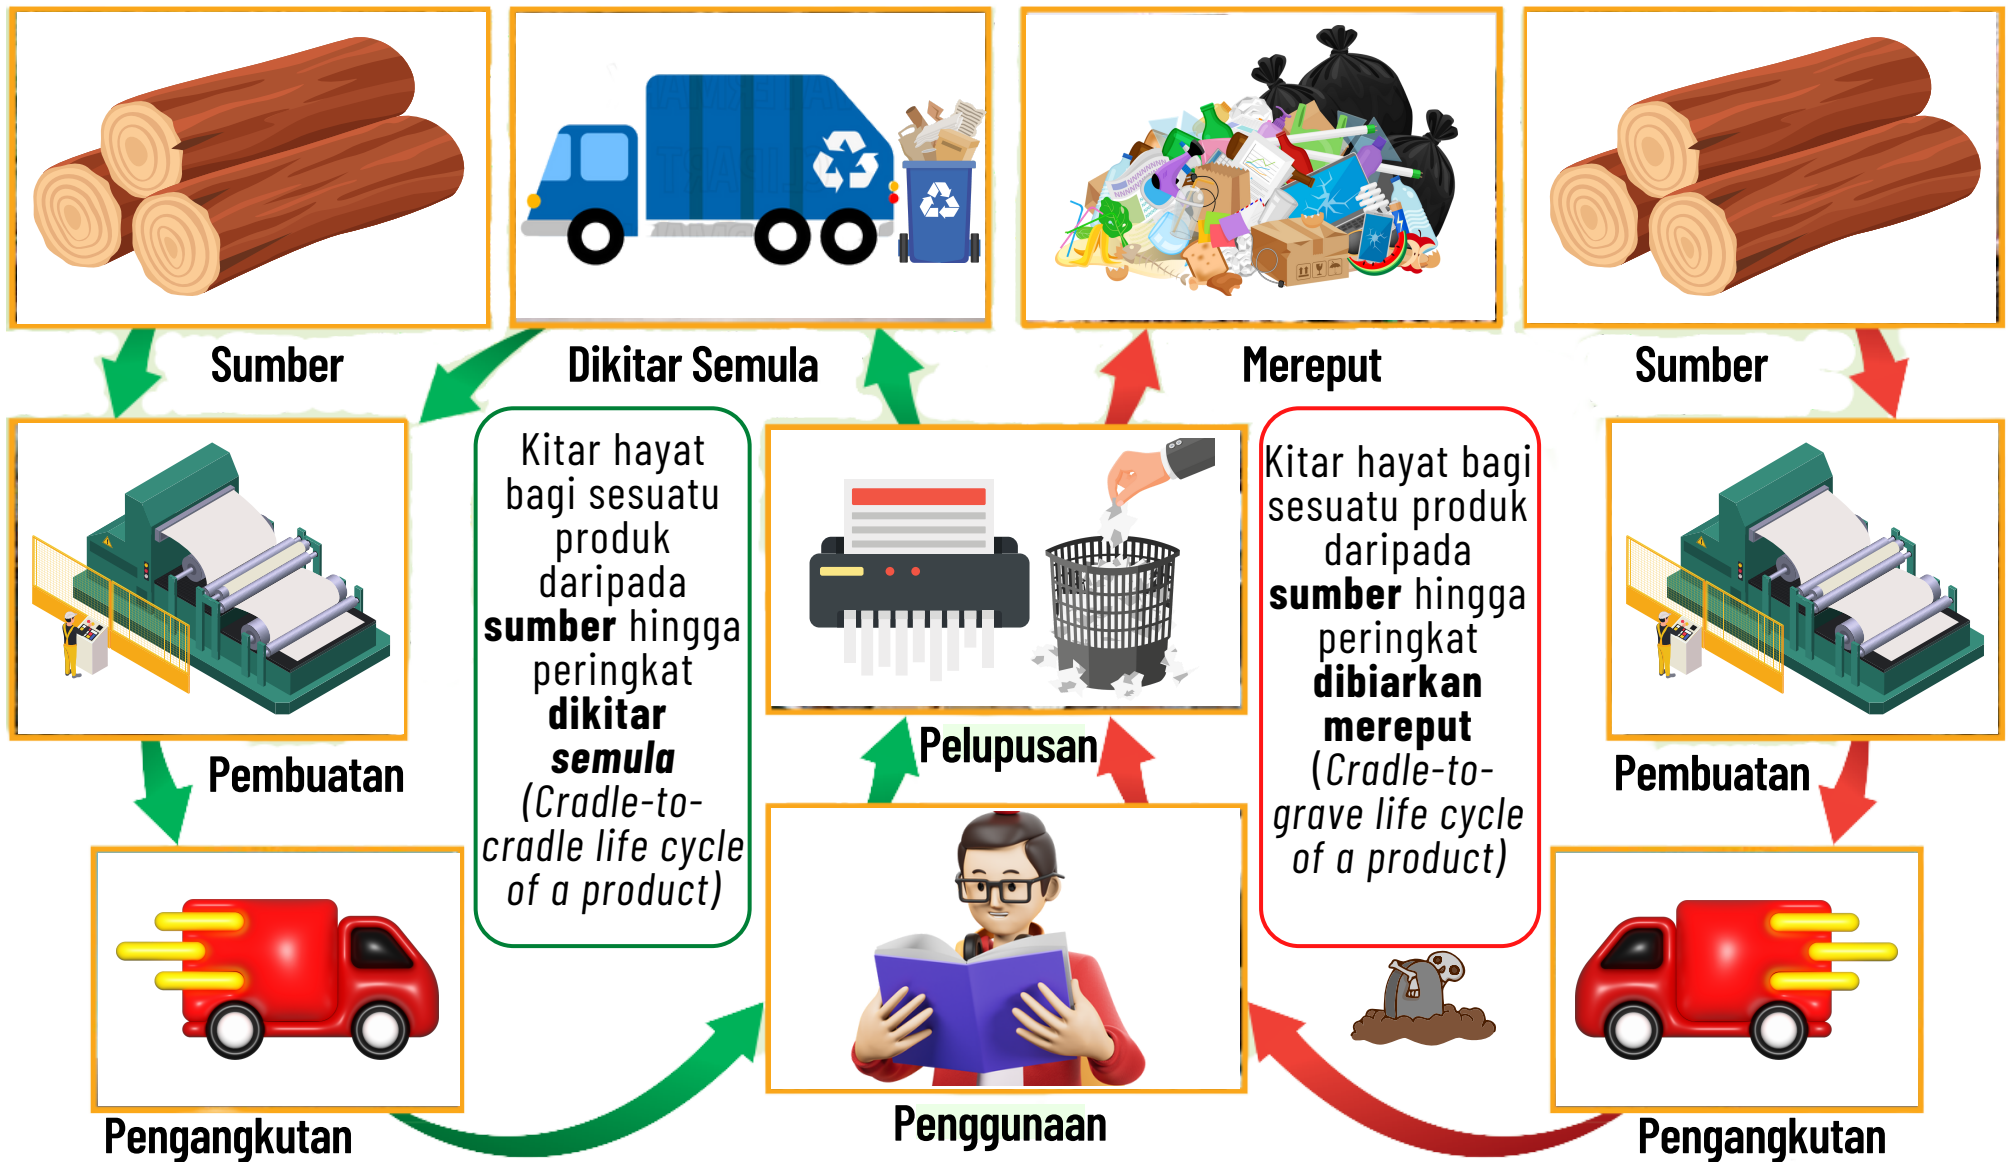 Sumber
Dikitar Semula
Mereput
Sumber
Kitar hayat
bagi sesuatu
produk
daripada
sumber hingga
peringkat
dikitar
semula
(Cradle-to-
cradle life cycle
of a product)
Kitar hayat bagi
sesuatu produk
daripada
sumber hingga
peringkat
dibiarkan
mereput
(Cradle-to-
grave life cycle
of a product)
Pembuatan
Pelupusan
Pembuatan
Pengangkutan
Penggunaan
Pengangkutan